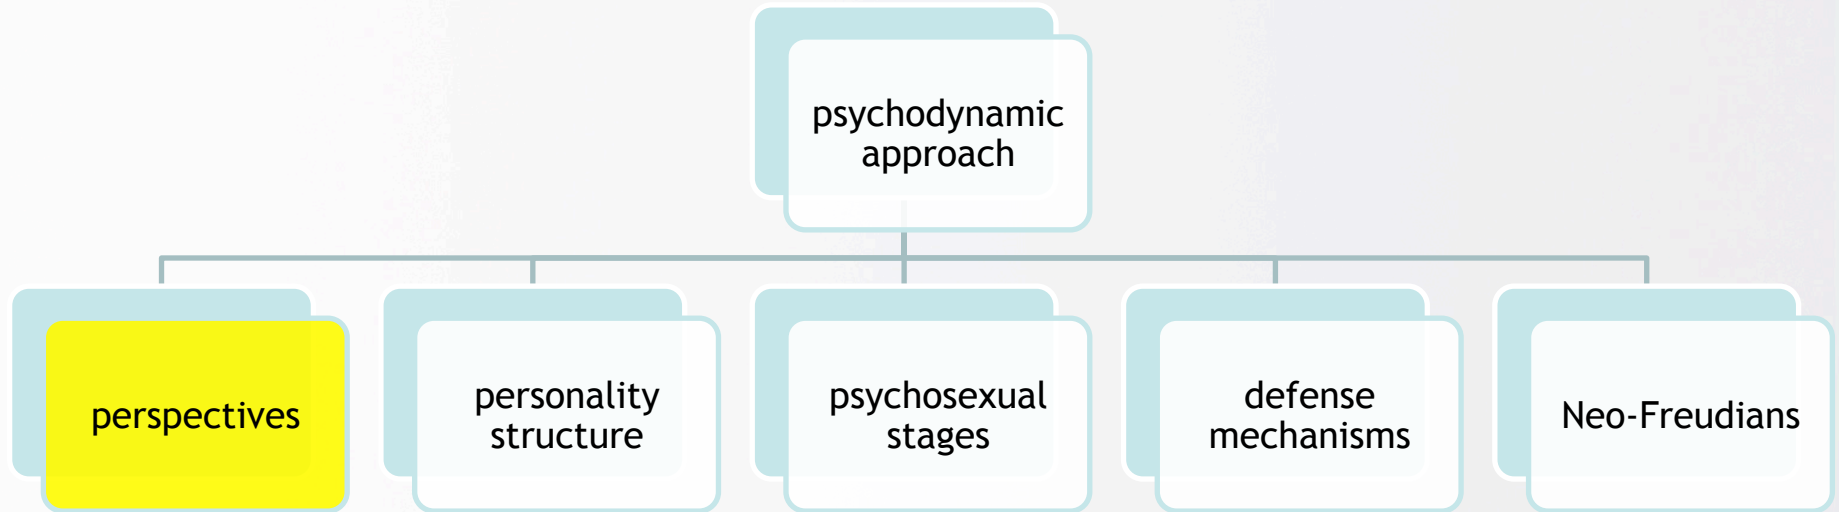 psychodynamic
approach
perspectives
personality
structure
psychosexual
stages
defense
mechanisms
Neo-Freudians